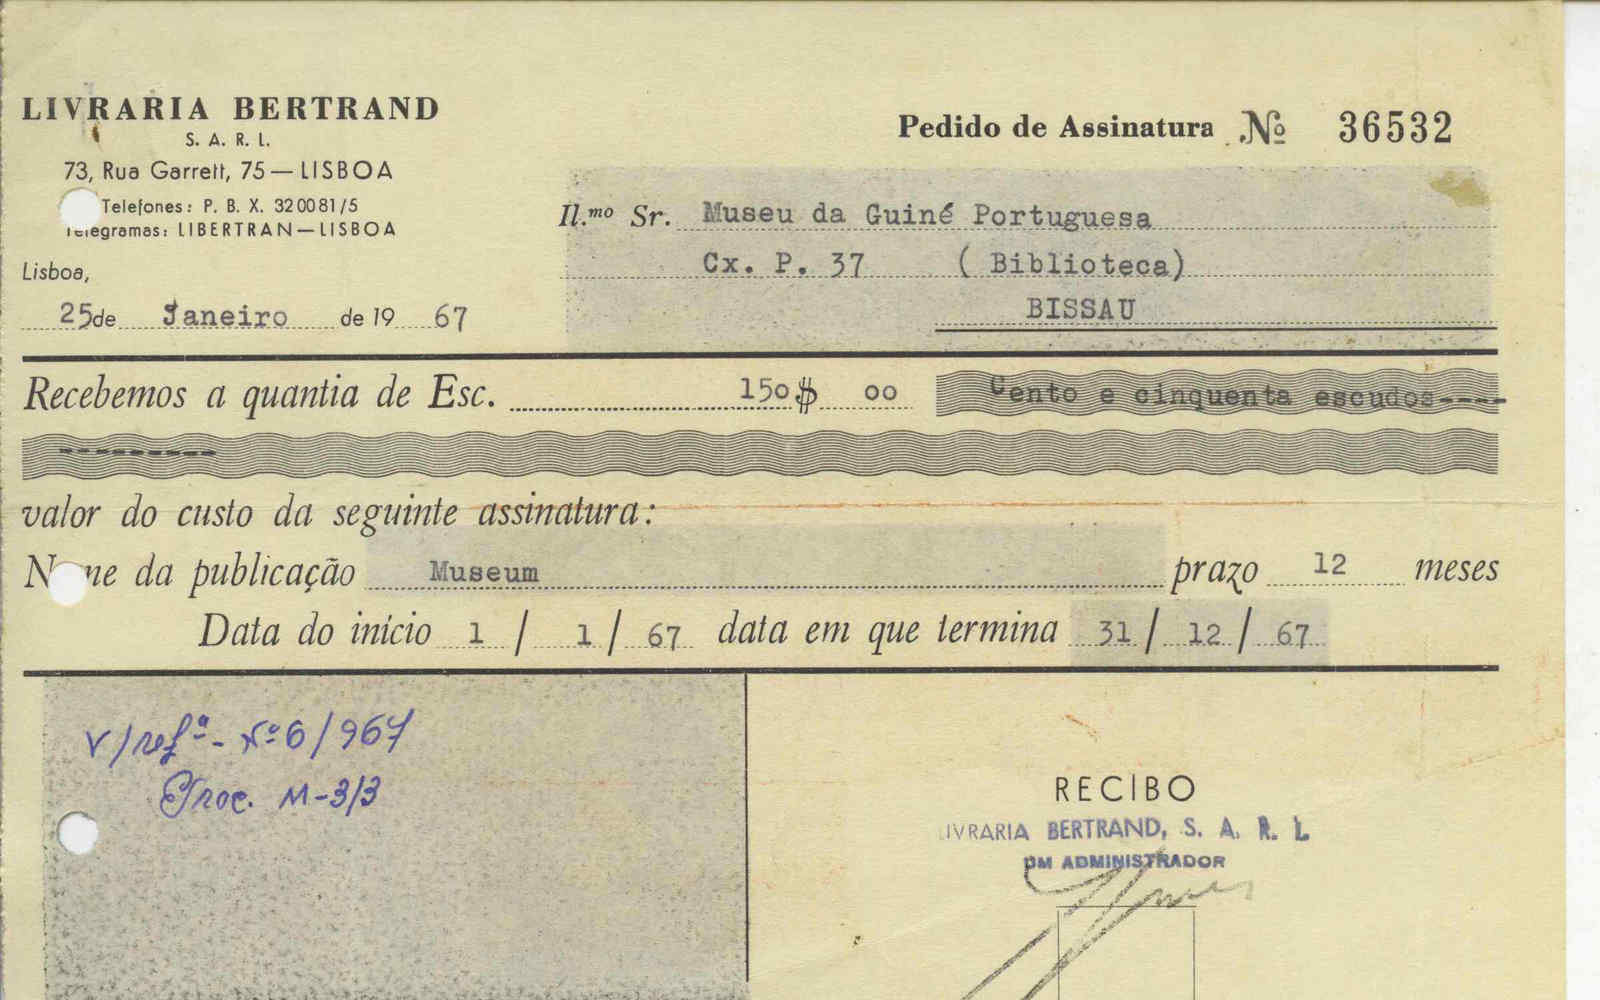 LIVRARIA BERTRAND
S. A. R. L.
73, Rua Garrett, 75 — LISBOA
Telefones: P. B. X. 320081/5
Telegramas: LIBERTRAN — LISBOA
Lisboa,
25 de Janeiro de 19 67
Pedido de Assinatura Nº 36532
Il.mo Sr. Museu da Guiné Portuguesa
Cx. P. 37 ( Biblioteca)
BISSAU
Recebemos a quantia de Esc. 150$ 00 Cento e cinquenta escudos----
---------
valor do custo da seguinte assinatura:
Nome da publicação Museum prazo 12 meses
Data do início 1 / 1 / 67 data em que termina 31 / 12 / 67
V/refª - Nº 6/967
Proc. M-3/3
RECIBO
LIVRARIA BERTRAND, S. A. R. L
UM ADMINISTRADOR